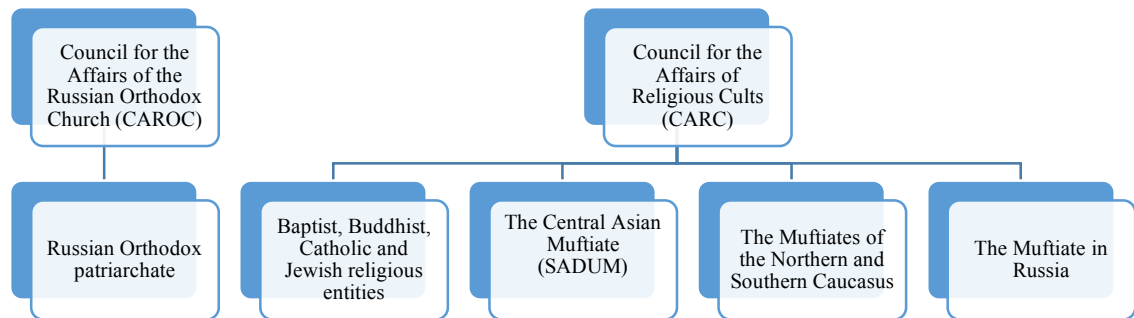 Council for the
Affairs of the
Russian Orthodox
Church (CAROC)
Council for the
Affairs of
Religious Cults
(CARC)
Russian Orthodox
patriarchate
Baptist, Buddhist,
Catholic and
Jewish religious
entities
The Central Asian
Muftiate
(SADUM)
The Muftiates of
the Northern and
Southern Caucasus
The Muftiate in
Russia